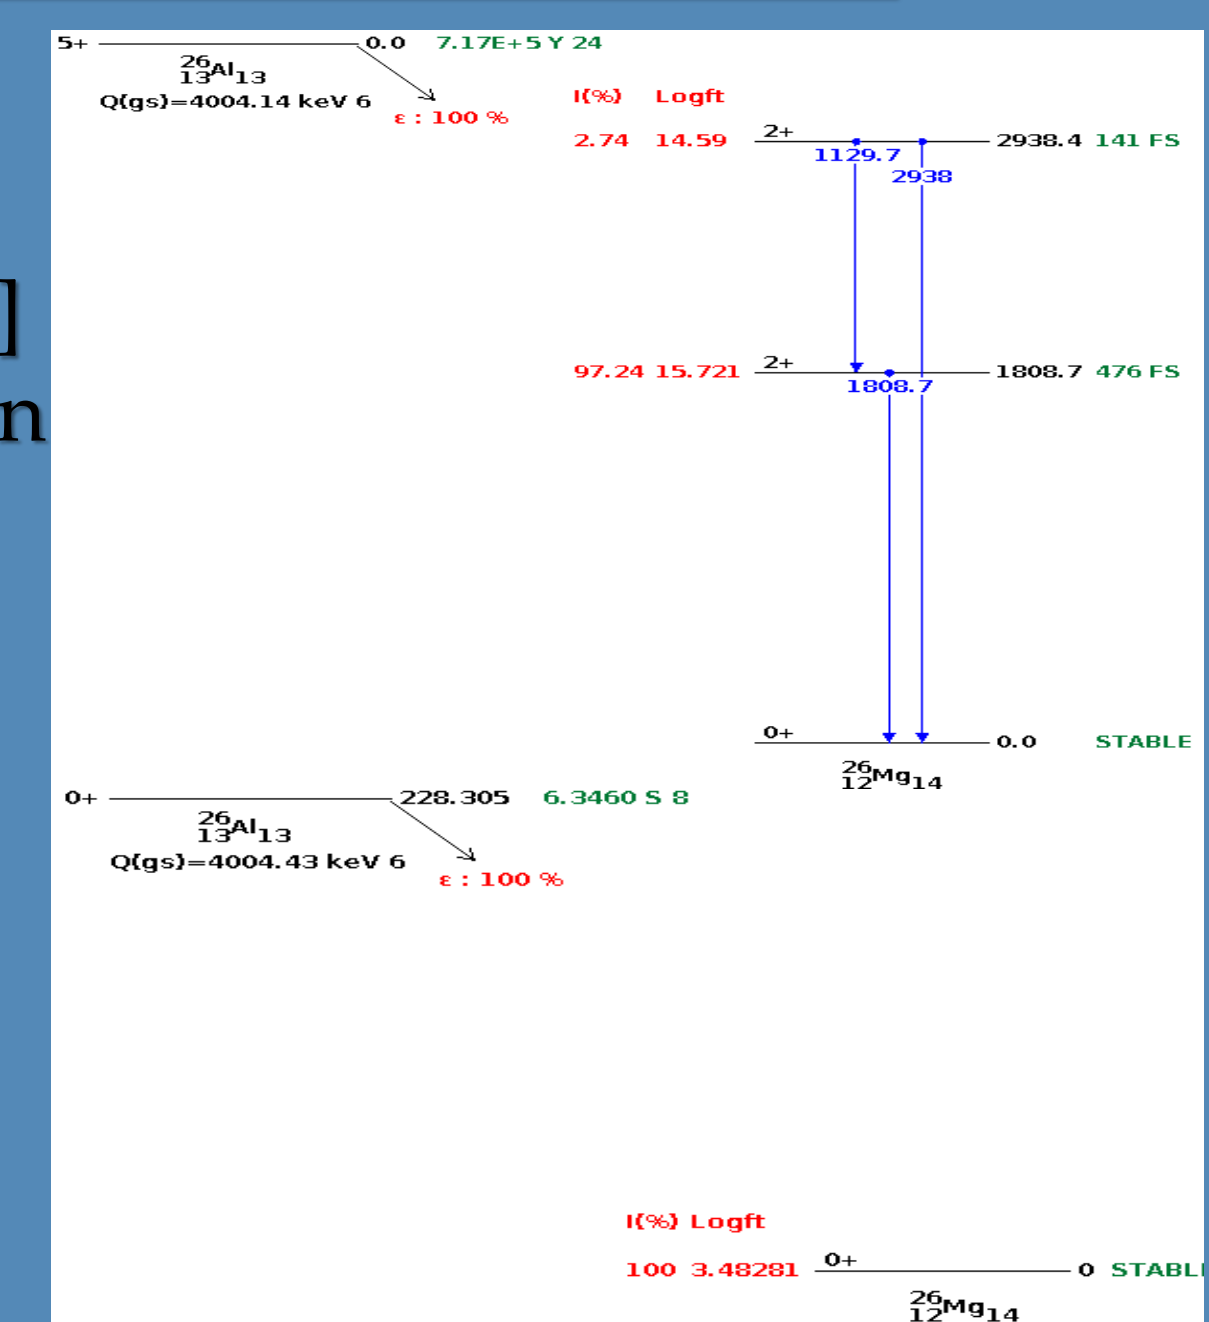 ]
n
5+ 0.0 7.17E+5 Y 24
26
13Al13
Q(gs)=4004.14 keV 6
ε : 100 %
I(%) Logft
2.74 14.59 2+ 2938.4 141 FS
1129.7
2938
97.24 15.721 2+ 1808.7 476 FS
1808.7
0+ 0.0 STABLE
26
12Mg14
0+ 228.305 6.3460 S 8
26
13Al13
Q(gs)=4004.43 keV 6
ε : 100 %
I(%) Logft
100 3.48281 0+ 0 STABL
26
12Mg14